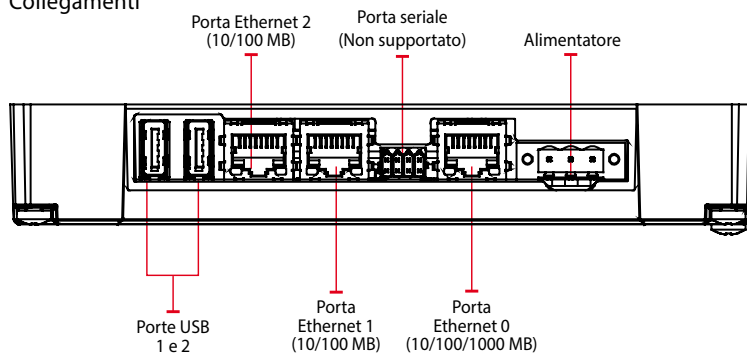 Collegamenti
Porta Ethernet 2
(10/100 MB)
Porta seriale
(Non supportato)
Alimentatore
Porte USB
1 e 2
Porta
Ethernet 1
(10/100 MB)
Porta
Ethernet 0
(10/100/1000 MB)